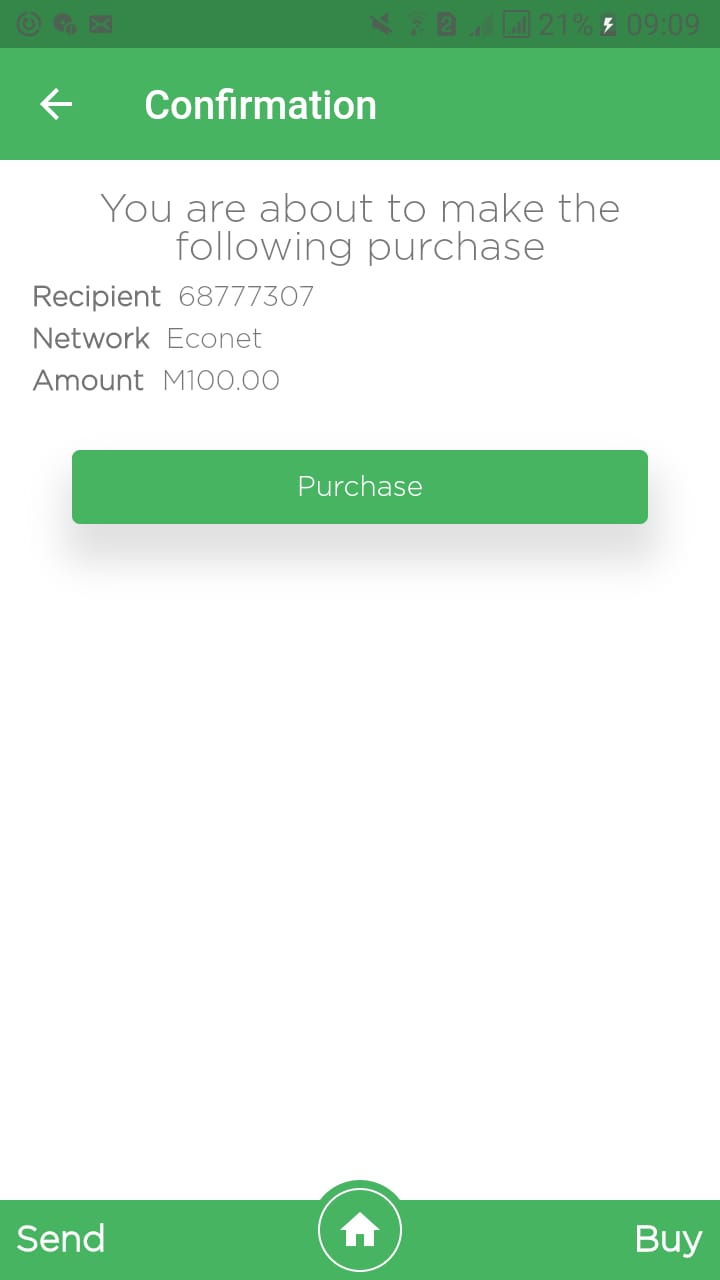 2 21% 09:09
Confirmation
You are about to make the
following purchase
Recipient 68777307
Network Econet
Amount M100.00
Purchase
Send Buy